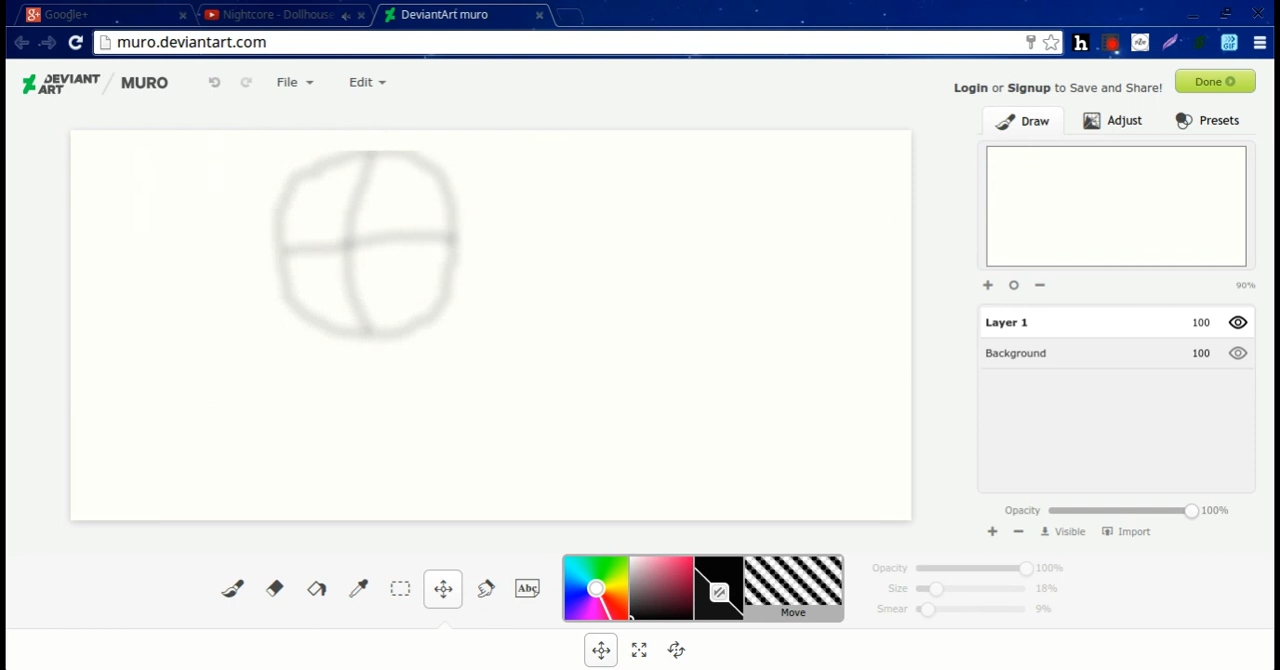 Google+
Nightcore - Dollhouse
DeviantArt muro
muro.deviantart.com
h
GIF
DEVIANT
ART
MURO
File
Edit
Login or Signup to Save and Share!
Done
Draw
Adjust
Presets
90%
Layer 1
100
Background
100
Opacity
100%
Visible
Import
Abc
Move
Opacity
100%
Size
18%
Smear
9%